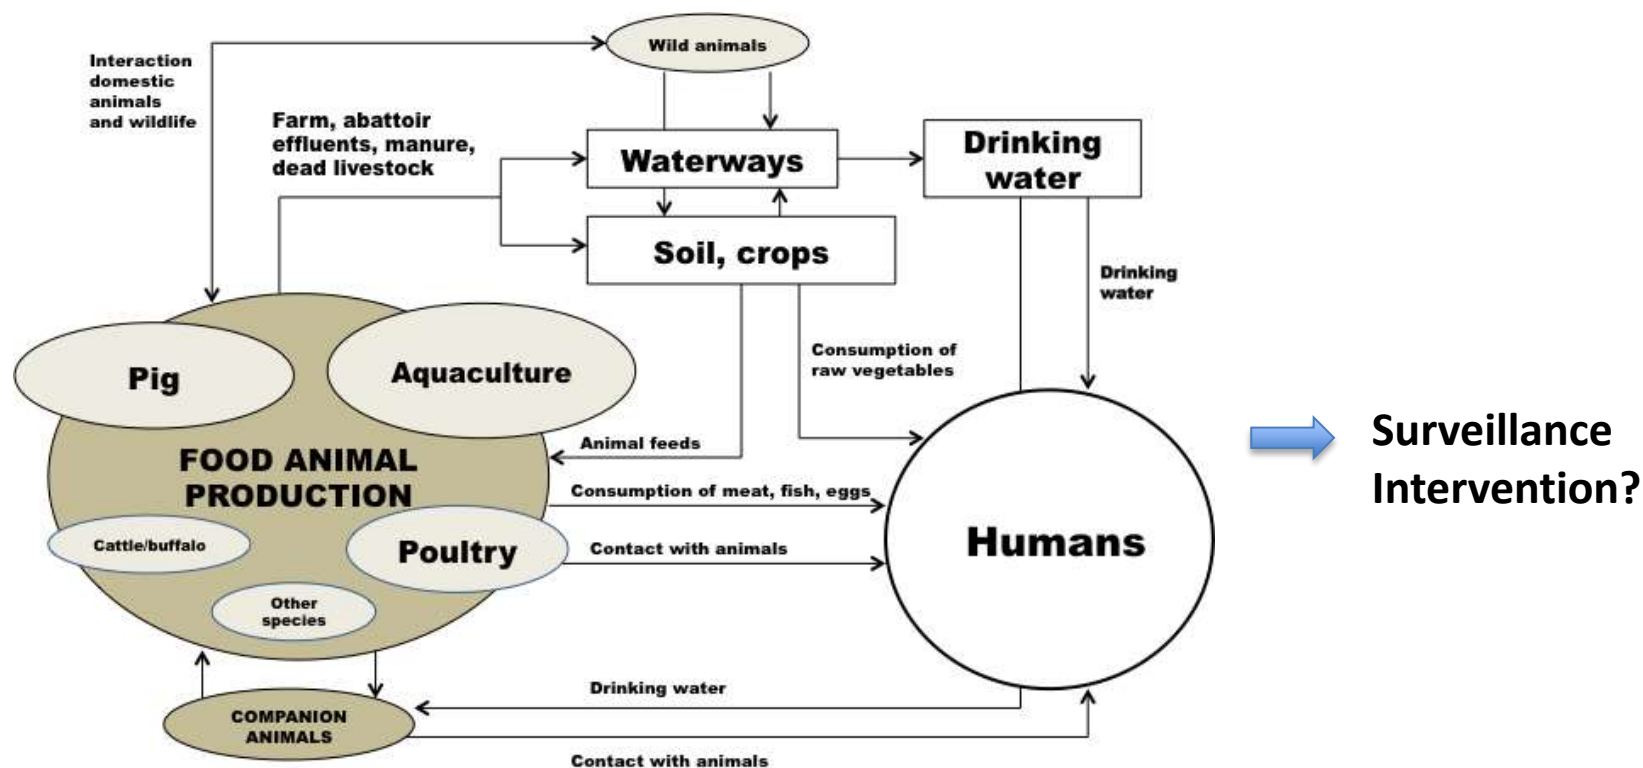 Wild animals
Interaction
domestic
animals
and wildlife
Farm, abattoir
effluents, manure,
dead livestock
Waterways
Drinking
water
Soil, crops
Drinking
water
Consumption of
raw vegetables
Pig
Aquaculture
Animal feeds
FOOD ANIMAL
PRODUCTION
Consumption of meat, fish, eggs
Cattle/buffalo
Poultry
Contact with animals
Other
species
Humans
Surveillance
Intervention?
Drinking water
COMPANION
ANIMALS
Contact with animals